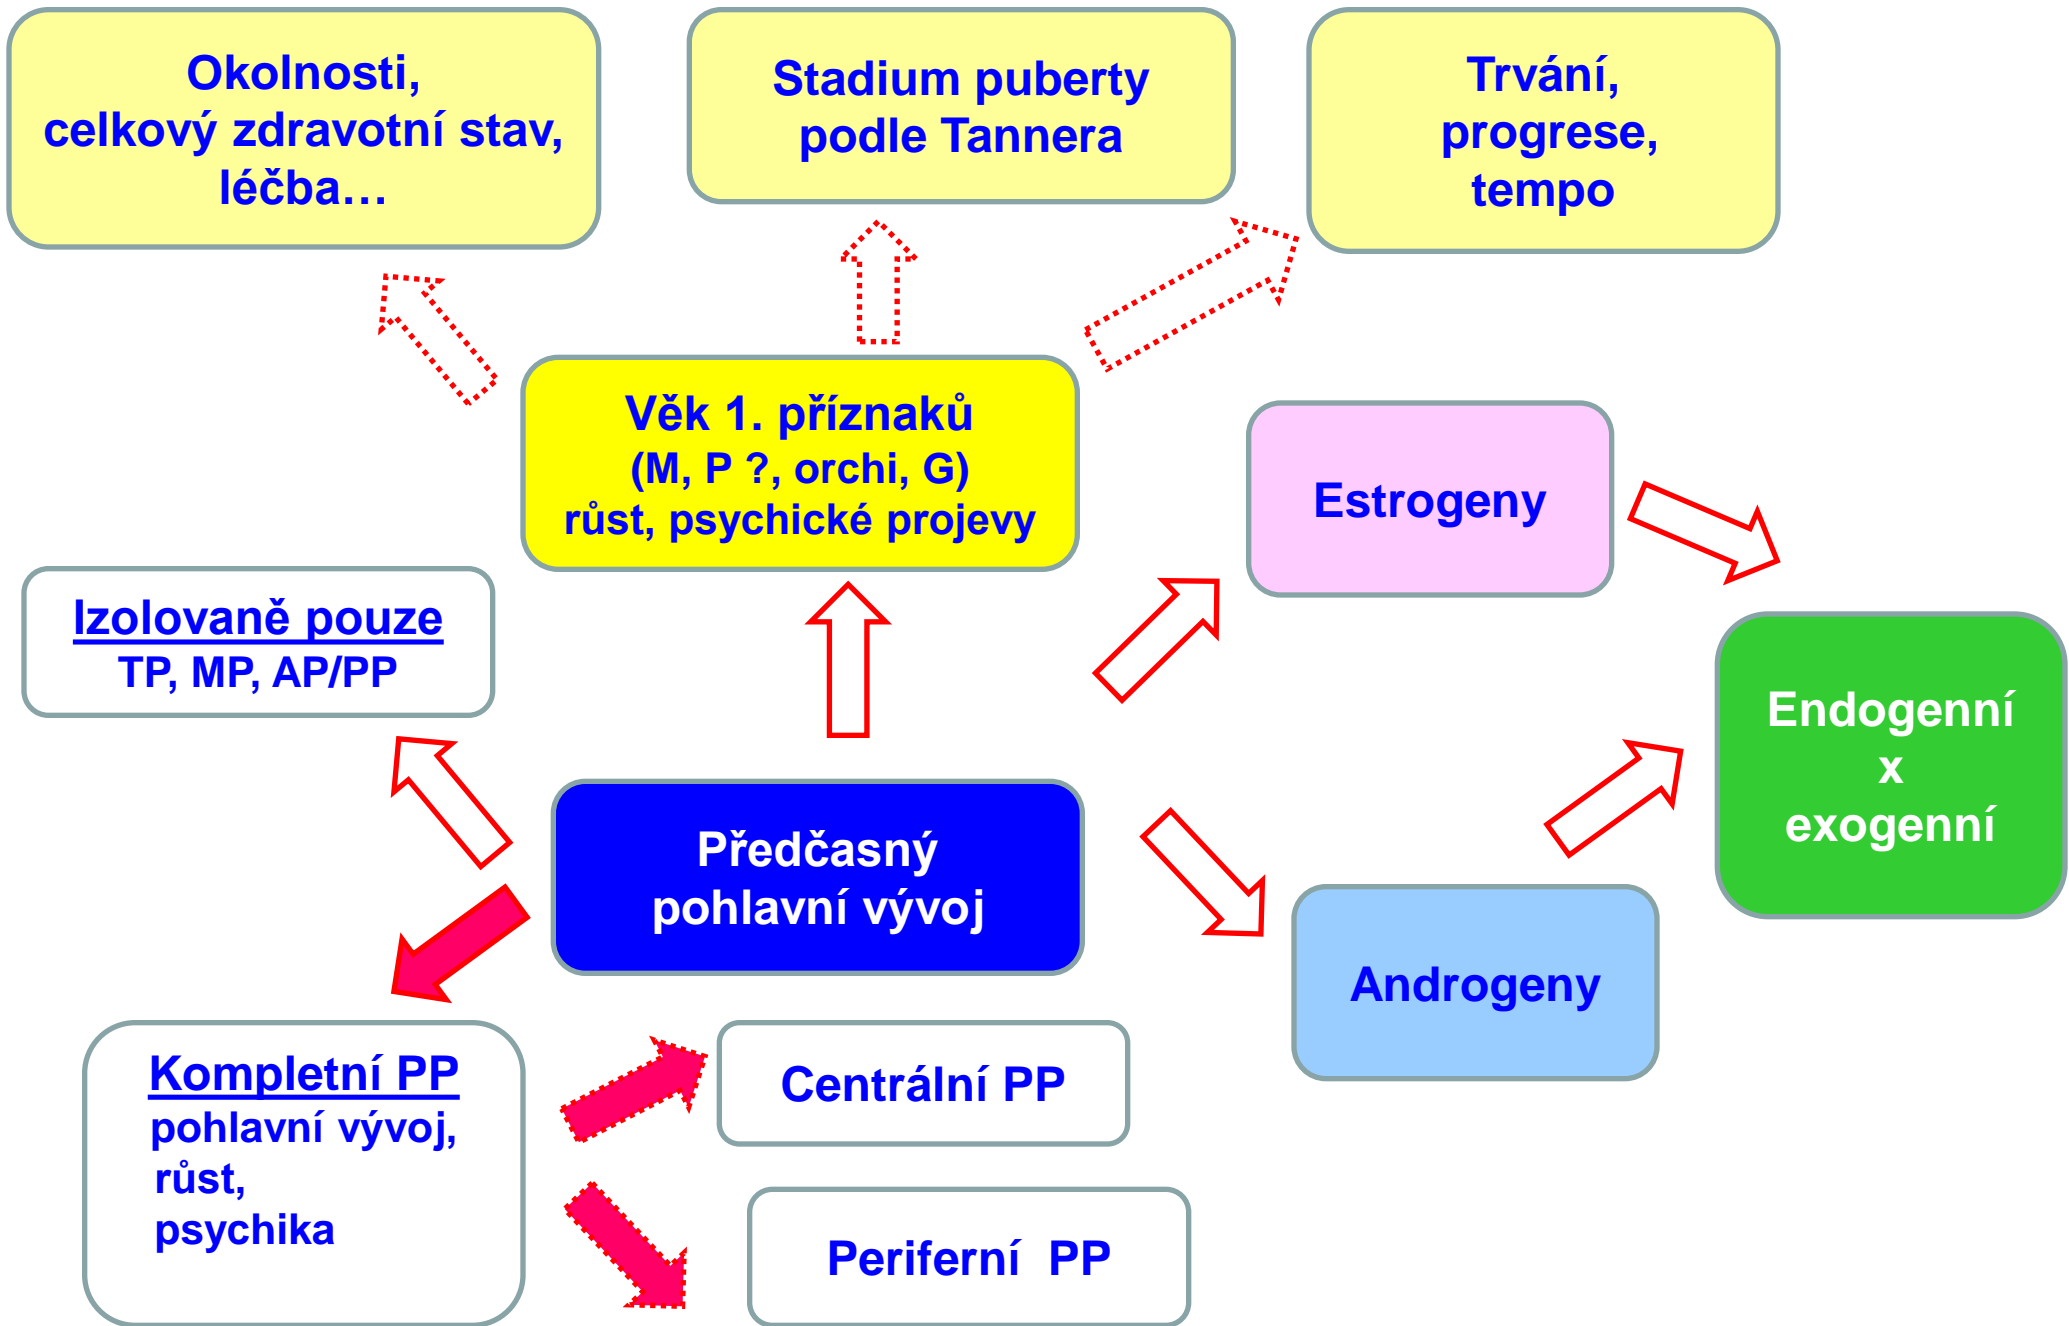 Okolnosti,
celkový zdravotní stav,
léčba…
Stadium puberty
podle Tannera
Trvání,
progrese,
tempo
Věk 1. příznaků
(M, P ?, orchi, G)
růst, psychické projevy
Estrogeny
Izolovaně pouze
TP, MP, AP/PP
Endogenní
x
exogenní
Předčasný
pohlavní vývoj
Androgeny
Kompletní PP
pohlavní vývoj,
růst,
psychika
Centrální PP
Periferní  PP